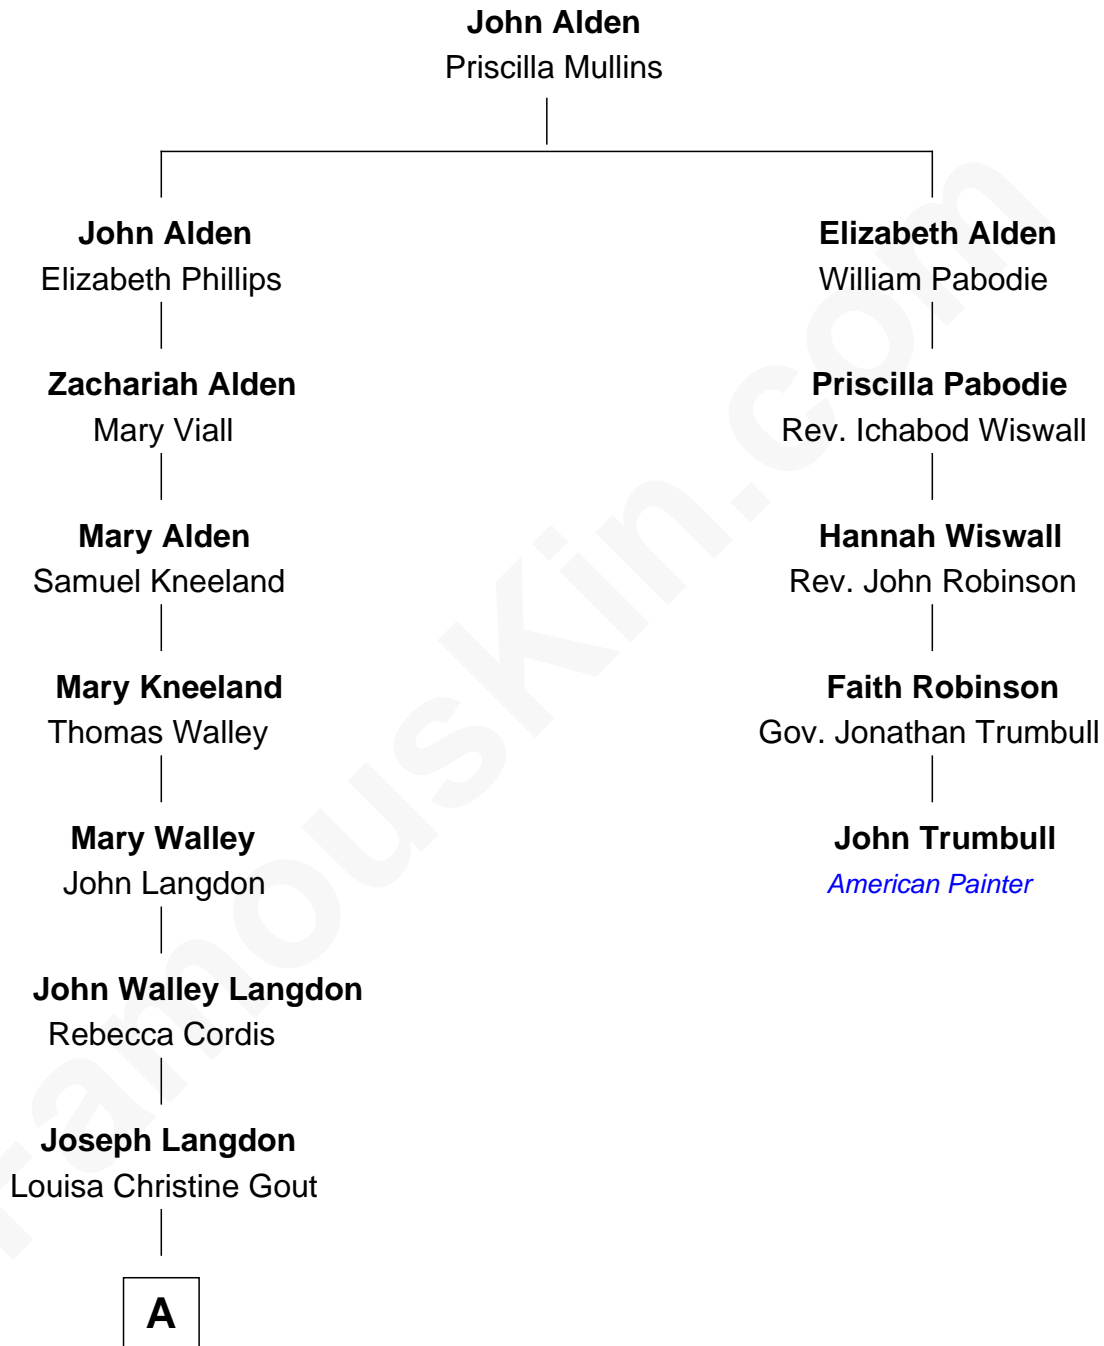 John Alden
Priscilla Mullins
John Alden
Elizabeth Phillips
Zachariah Alden
Mary Viall
Mary Alden
Samuel Kneeland
Mary Kneeland
Thomas Walley
Mary Walley
John Langdon
John Walley Langdon
Rebecca Cordis
Joseph Langdon
Louisa Christine Gout
A
Elizabeth Alden
William Pabodie
Priscilla Pabodie
Rev. Ichabod Wiswall
Hannah Wiswall
Rev. John Robinson
Faith Robinson
Gov. Jonathan Trumbull
John Trumbull
American Painter
FamousKin.com